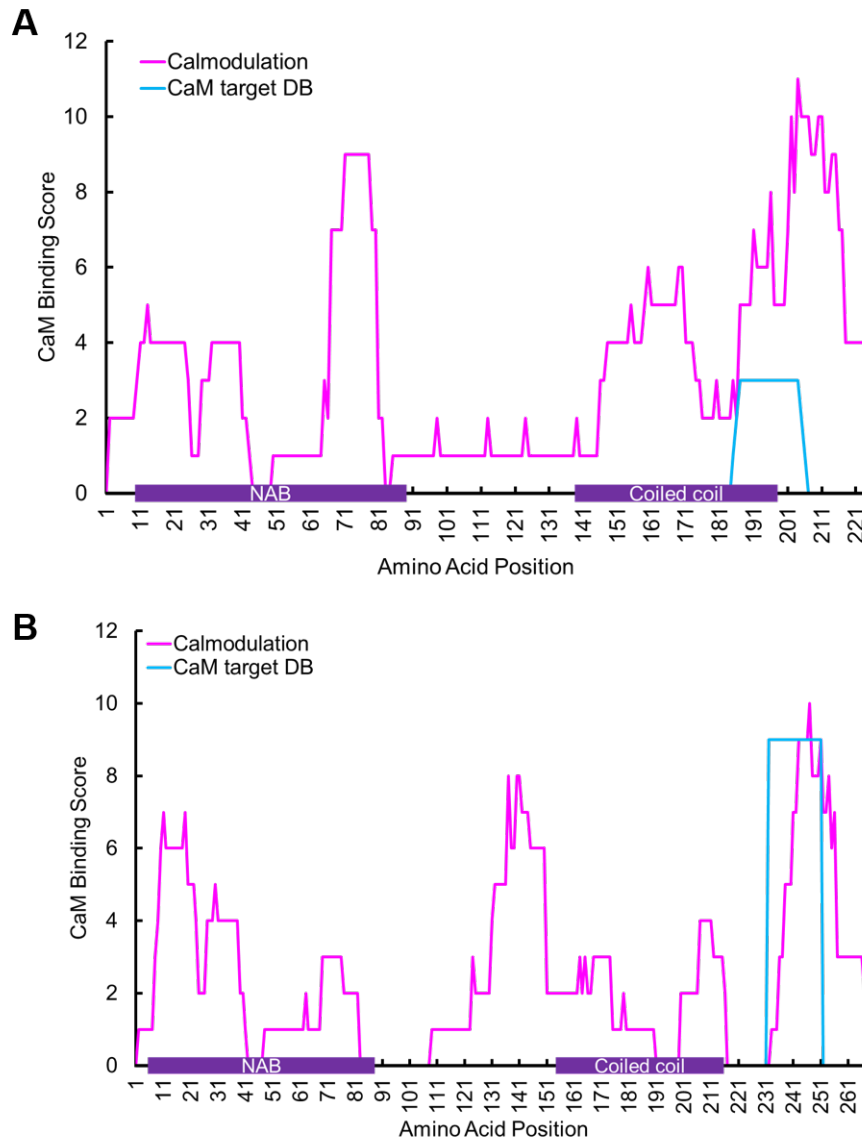 A
12
10
8
6
4
2
0
CaM Binding Score
Calmodulation
CaM target DB
NAB
Coiled coil
1 11 21 31 41 51 61 71 81 91 101 111 121 131 141 151 161 171 181 191 201 211 221
Amino Acid Position
B
12
10
8
6
4
2
0
CaM Binding Score
Calmodulation
CaM target DB
NAB
Coiled coil
1 11 21 31 41 51 61 71 81 91 101 111 121 131 141 151 161 171 181 191 201 211 221 231 241 251 261
Amino Acid Position